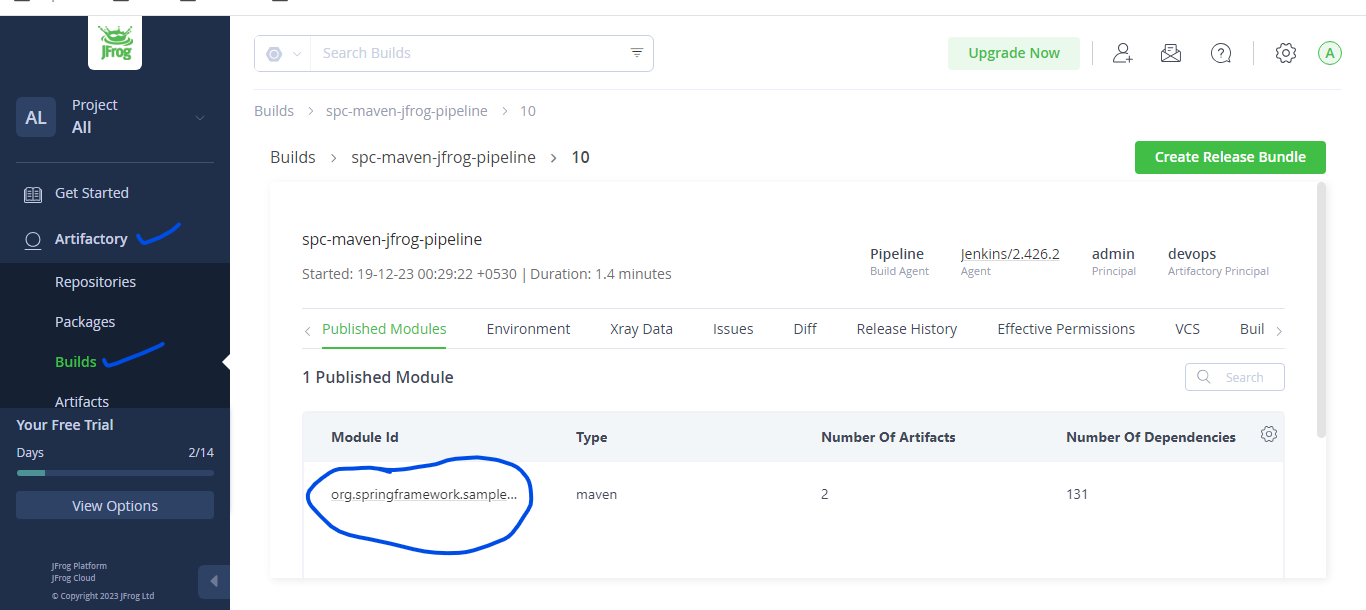 JFrog
Search Builds
Upgrade Now
A
AL
Project
All
Get Started
Artifactory
Repositories
Packages
Builds
Artifacts
Your Free Trial
Days 2/14
View Options
JFrog Platform
JFrog Cloud
© Copyright 2023 JFrog Ltd
Builds > spc-maven-jfrog-pipeline > 10
Builds > spc-maven-jfrog-pipeline > 10
Create Release Bundle
spc-maven-jfrog-pipeline
Started: 19-12-23 00:29:22 +0530 | Duration: 1.4 minutes
Pipeline Jenkins/2.426.2 admin devops
Build Agent Agent Principal Artifactory Principal
Published Modules Environment Xray Data Issues Diff Release History Effective Permissions VCS Buil
1 Published Module
Search
Module Id Type Number Of Artifacts Number Of Dependencies
org.springframework.sample... maven 2 131